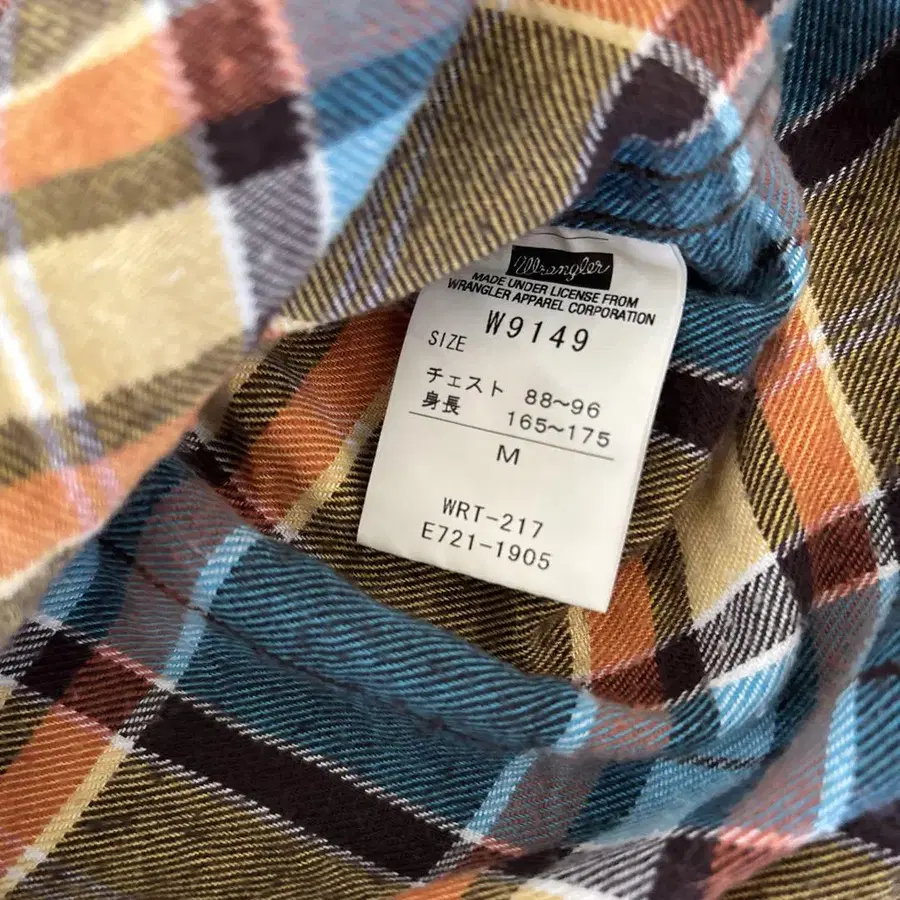 Wrangler
MADE UNDER LICENSE FROM
WRANGLER APPAREL CORPORATION
W9149
SIZE
チェスト 88~96
身長 165~175
M
WRT-217
E721-1905